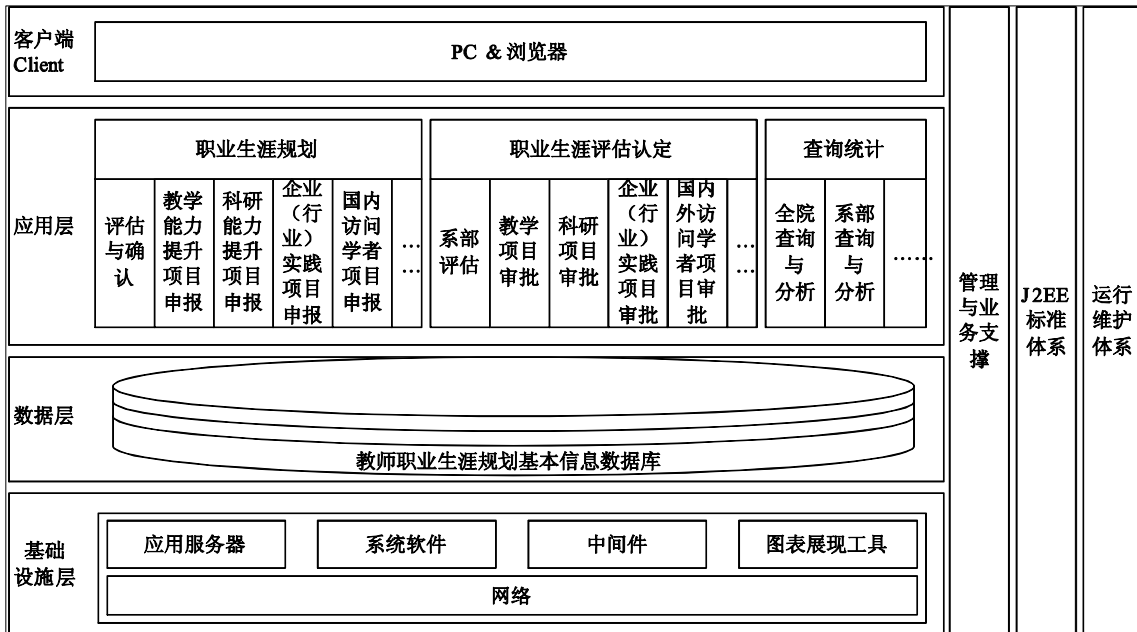 客户端
Client
PC & 浏览器
应用层
职业生涯规划
评估
与确
认
教学
能力
提升
项目
申报
科研
能力
提升
项目
申报
企业
（行
业）
实践
项目
申报
国内
访问
学者
项目
申报
…
…
职业生涯评估认定
系部
评估
教学
项目
审批
科研
项目
审批
企业
（行
业）
实践
项目
审批
国内
外访
问学
者项
目审
批
…
…
查询统计
全院
查询
与
分析
系部
查询
与
分析
……
数据层
教师职业生涯规划基本信息数据库
基础
设施层
应用服务器
系统软件
中间件
图表展现工具
网络
管理
与业
务支
撑
J2EE
标准
体系
运行
维护
体系